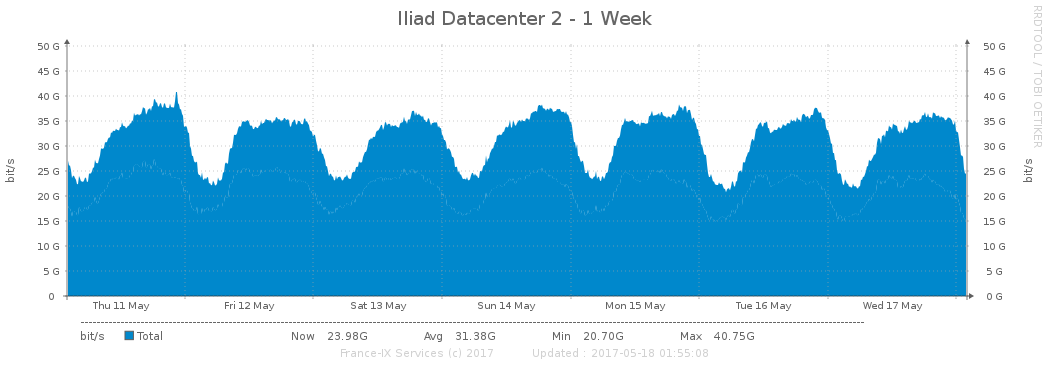 Iliad Datacenter 2 - 1 Week
RRDTOOL / TOBI OETIKER
bit/s
50 G 50 G
45 G 45 G
40 G 40 G
35 G 35 G
30 G 30 G
25 G 25 G
20 G 20 G
15 G 15 G
10 G 10 G
5 G 5 G
0 0 G
bit/s
Thu 11 May Fri 12 May Sat 13 May Sun 14 May Mon 15 May Tue 16 May Wed 17 May
bit/s Total Now 23.98G Avg 31.38G Min 20.70G Max 40.75G
France-IX Services (c) 2017 Updated : 2017-05-18 01:55:08